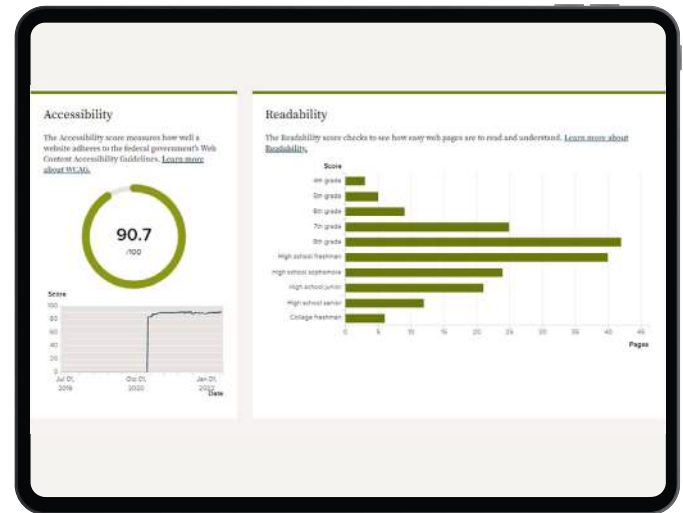 Accessibility
The Accessibility score measures how well a
website adheres to the federal government's Web
Content Accessibility Guidelines. Learn more
about WCAG.
90.7
/100
Score
100
80
60
40
20
0
Jul 01, 2019
Oct 01, 2020
Jan 01, 2022
Date
Readability
The Readability score checks to see how easy web pages are to read and understand. Learn more about
Readability.
Score
4th grade
5th grade
6th grade
7th grade
8th grade
High school freshman
High school sophomore
High school junior
High school senior
College freshman
0 5 10 15 20 25 30 35 40 45
Pages